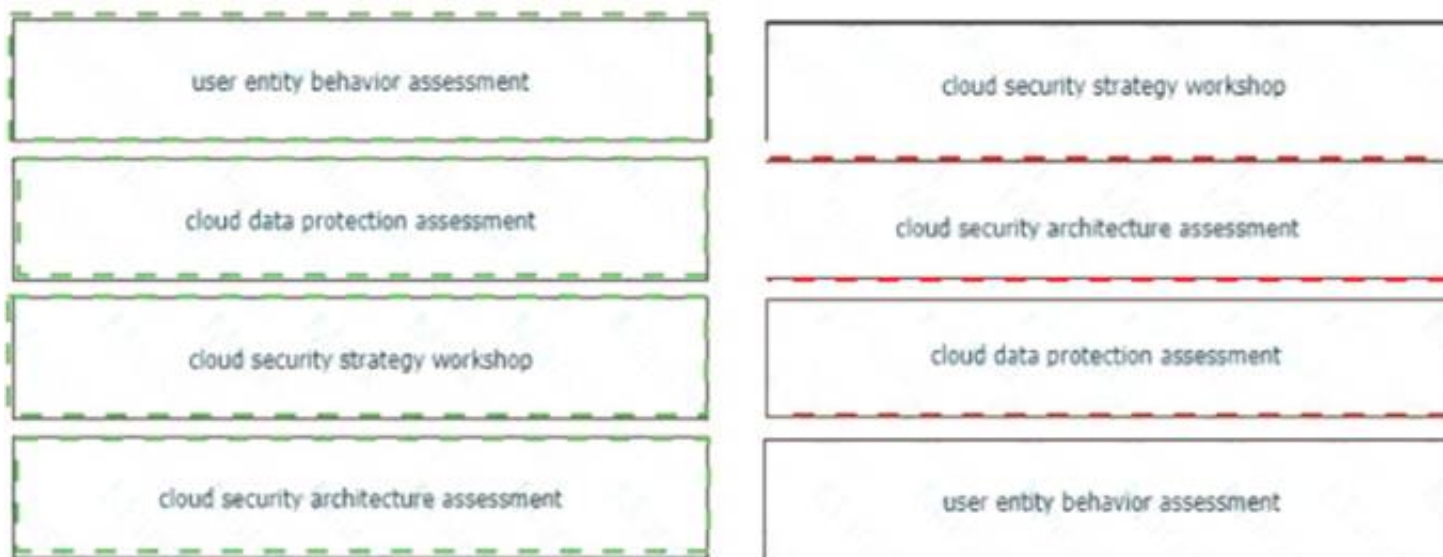 user entity behavior assessment
cloud data protection assessment
cloud security strategy workshop
cloud security architecture assessment
cloud security strategy workshop
cloud security architecture assessment
cloud data protection assessment
user entity behavior assessment